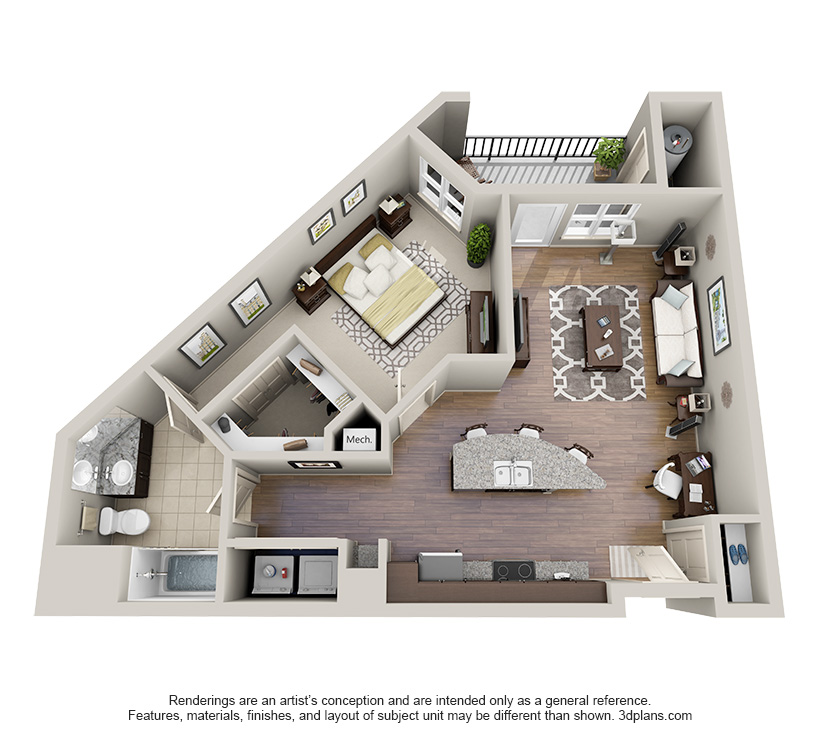 Mech.
Renderings are an artist’s conception and are intended only as a general reference.
Features, materials, finishes, and layout of subject unit may be different than shown. 3dplans.com